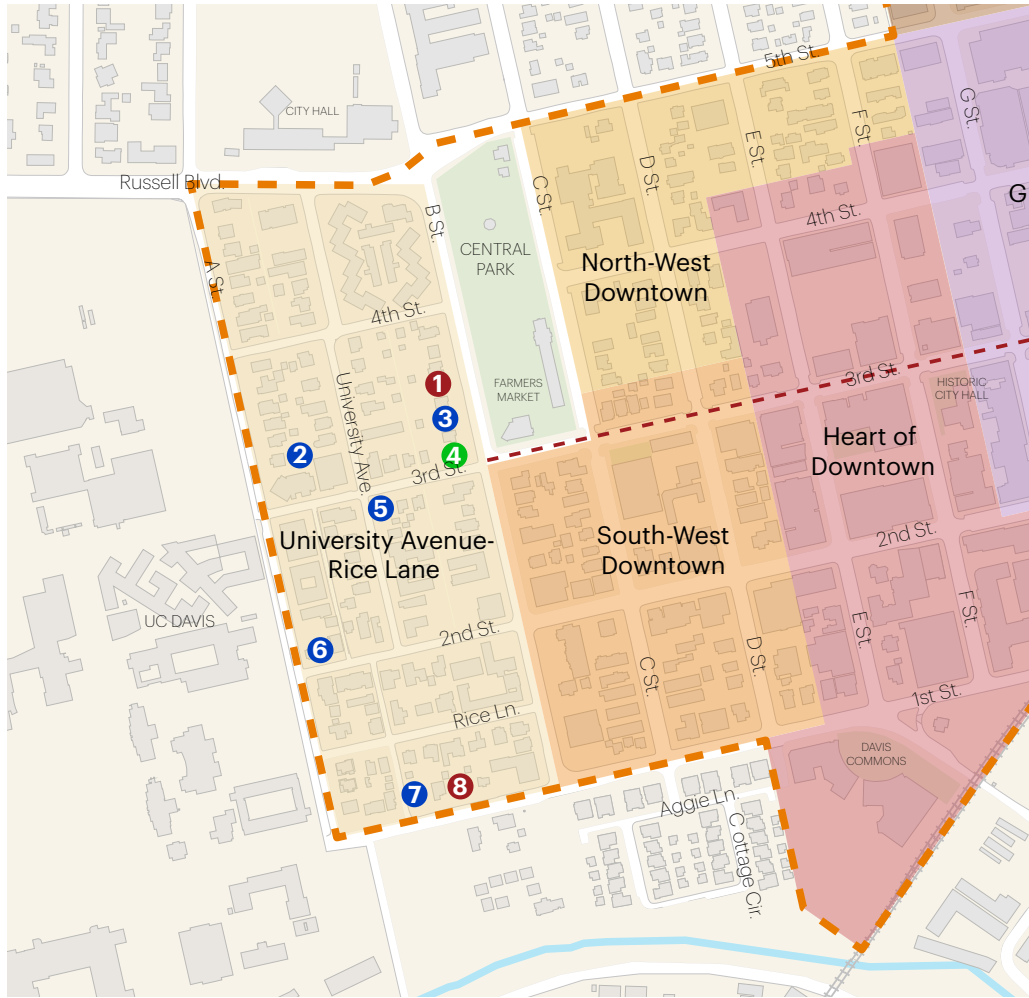 5th St.
G St.
CITY HALL
F St.
E St.
D St.
Russell Blvd.
C St.
B St.
G
4th St.
CENTRAL
PARK
A St
North-West
Downtown
4th St.
3rd St.
University Ave.
1
FARMERS
MARKET
HISTORIC
CITY HALL
3
Heart of
Downtown
2
4
3rd St.
5
University Avenue-
Rice Lane
South-West
Downtown
2nd St.
UC DAVIS
6
2nd St.
E St.
F St.
C St.
D St.
1st St.
Rice Ln.
DAVIS
COMMONS
7
8
Aggie Ln.
C ottage Cir.